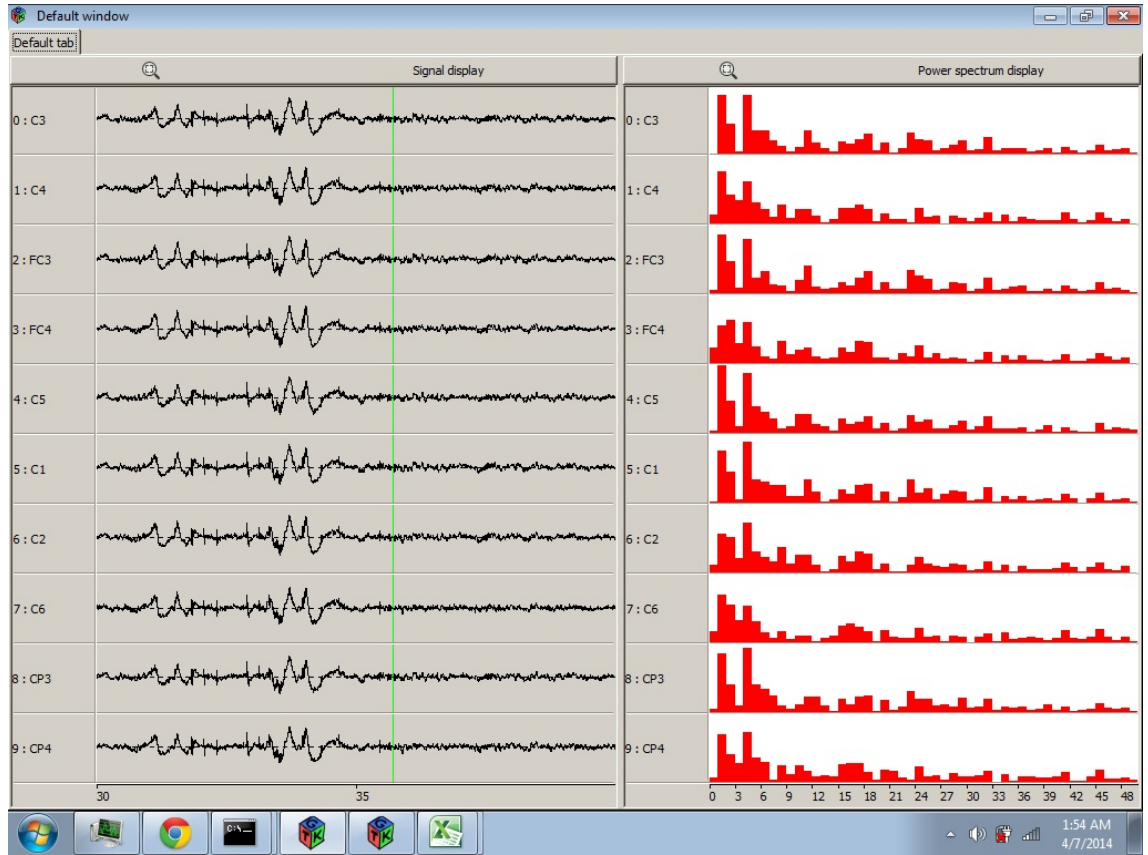 Default window
Default tab
Signal display
Power spectrum display
0 : C3
1 : C4
2 : FC3
3 : FC4
4 : C5
5 : C1
6 : C2
7 : C6
8 : CP3
9 : CP4
30 35
0 : C3
1 : C4
2 : FC3
3 : FC4
4 : C5
5 : C1
6 : C2
7 : C6
8 : CP3
9 : CP4
0 3 6 9 12 15 18 21 24 27 30 33 36 39 42 45 48
C:\
GTK
GTK
1:54 AM
4/7/2014